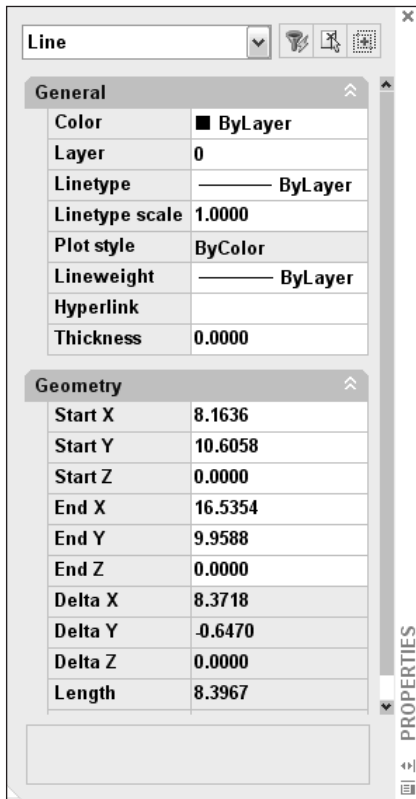 Line
General
Color ByLayer
Layer 0
Linetype ByLayer
Linetype scale 1.0000
Plot style ByColor
Lineweight ByLayer
Hyperlink
Thickness 0.0000
Geometry
Start X 8.1636
Start Y 10.6058
Start Z 0.0000
End X 16.5354
End Y 9.9588
End Z 0.0000
Delta X 8.3718
Delta Y -0.6470
Delta Z 0.0000
Length 8.3967
PROPERTIES